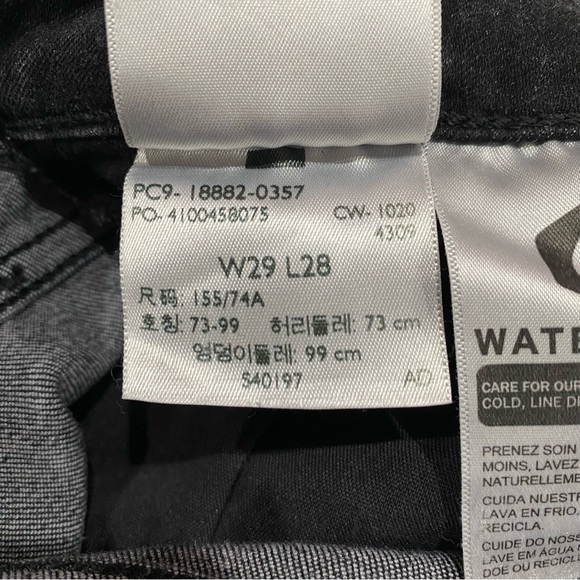 PC9- 18882-0357
PO- 4100458075 CW- 1020
4309
W29 L28
尺码: 155/74A
호칭: 73-99 허리둘레: 73 cm
엉덩이둘레: 99 cm
S40197 AD
WATE
CARE FOR OUR
COLD, LINE D
PRENEZ SOIN
MOINS, LAVEZ
NATURELLEME
CUIDA NUEST
LAVA EN FRIO,
RECICLA.
CUIDE DO NOS
LAVE EM ÁGUA
DOE OU RECICL